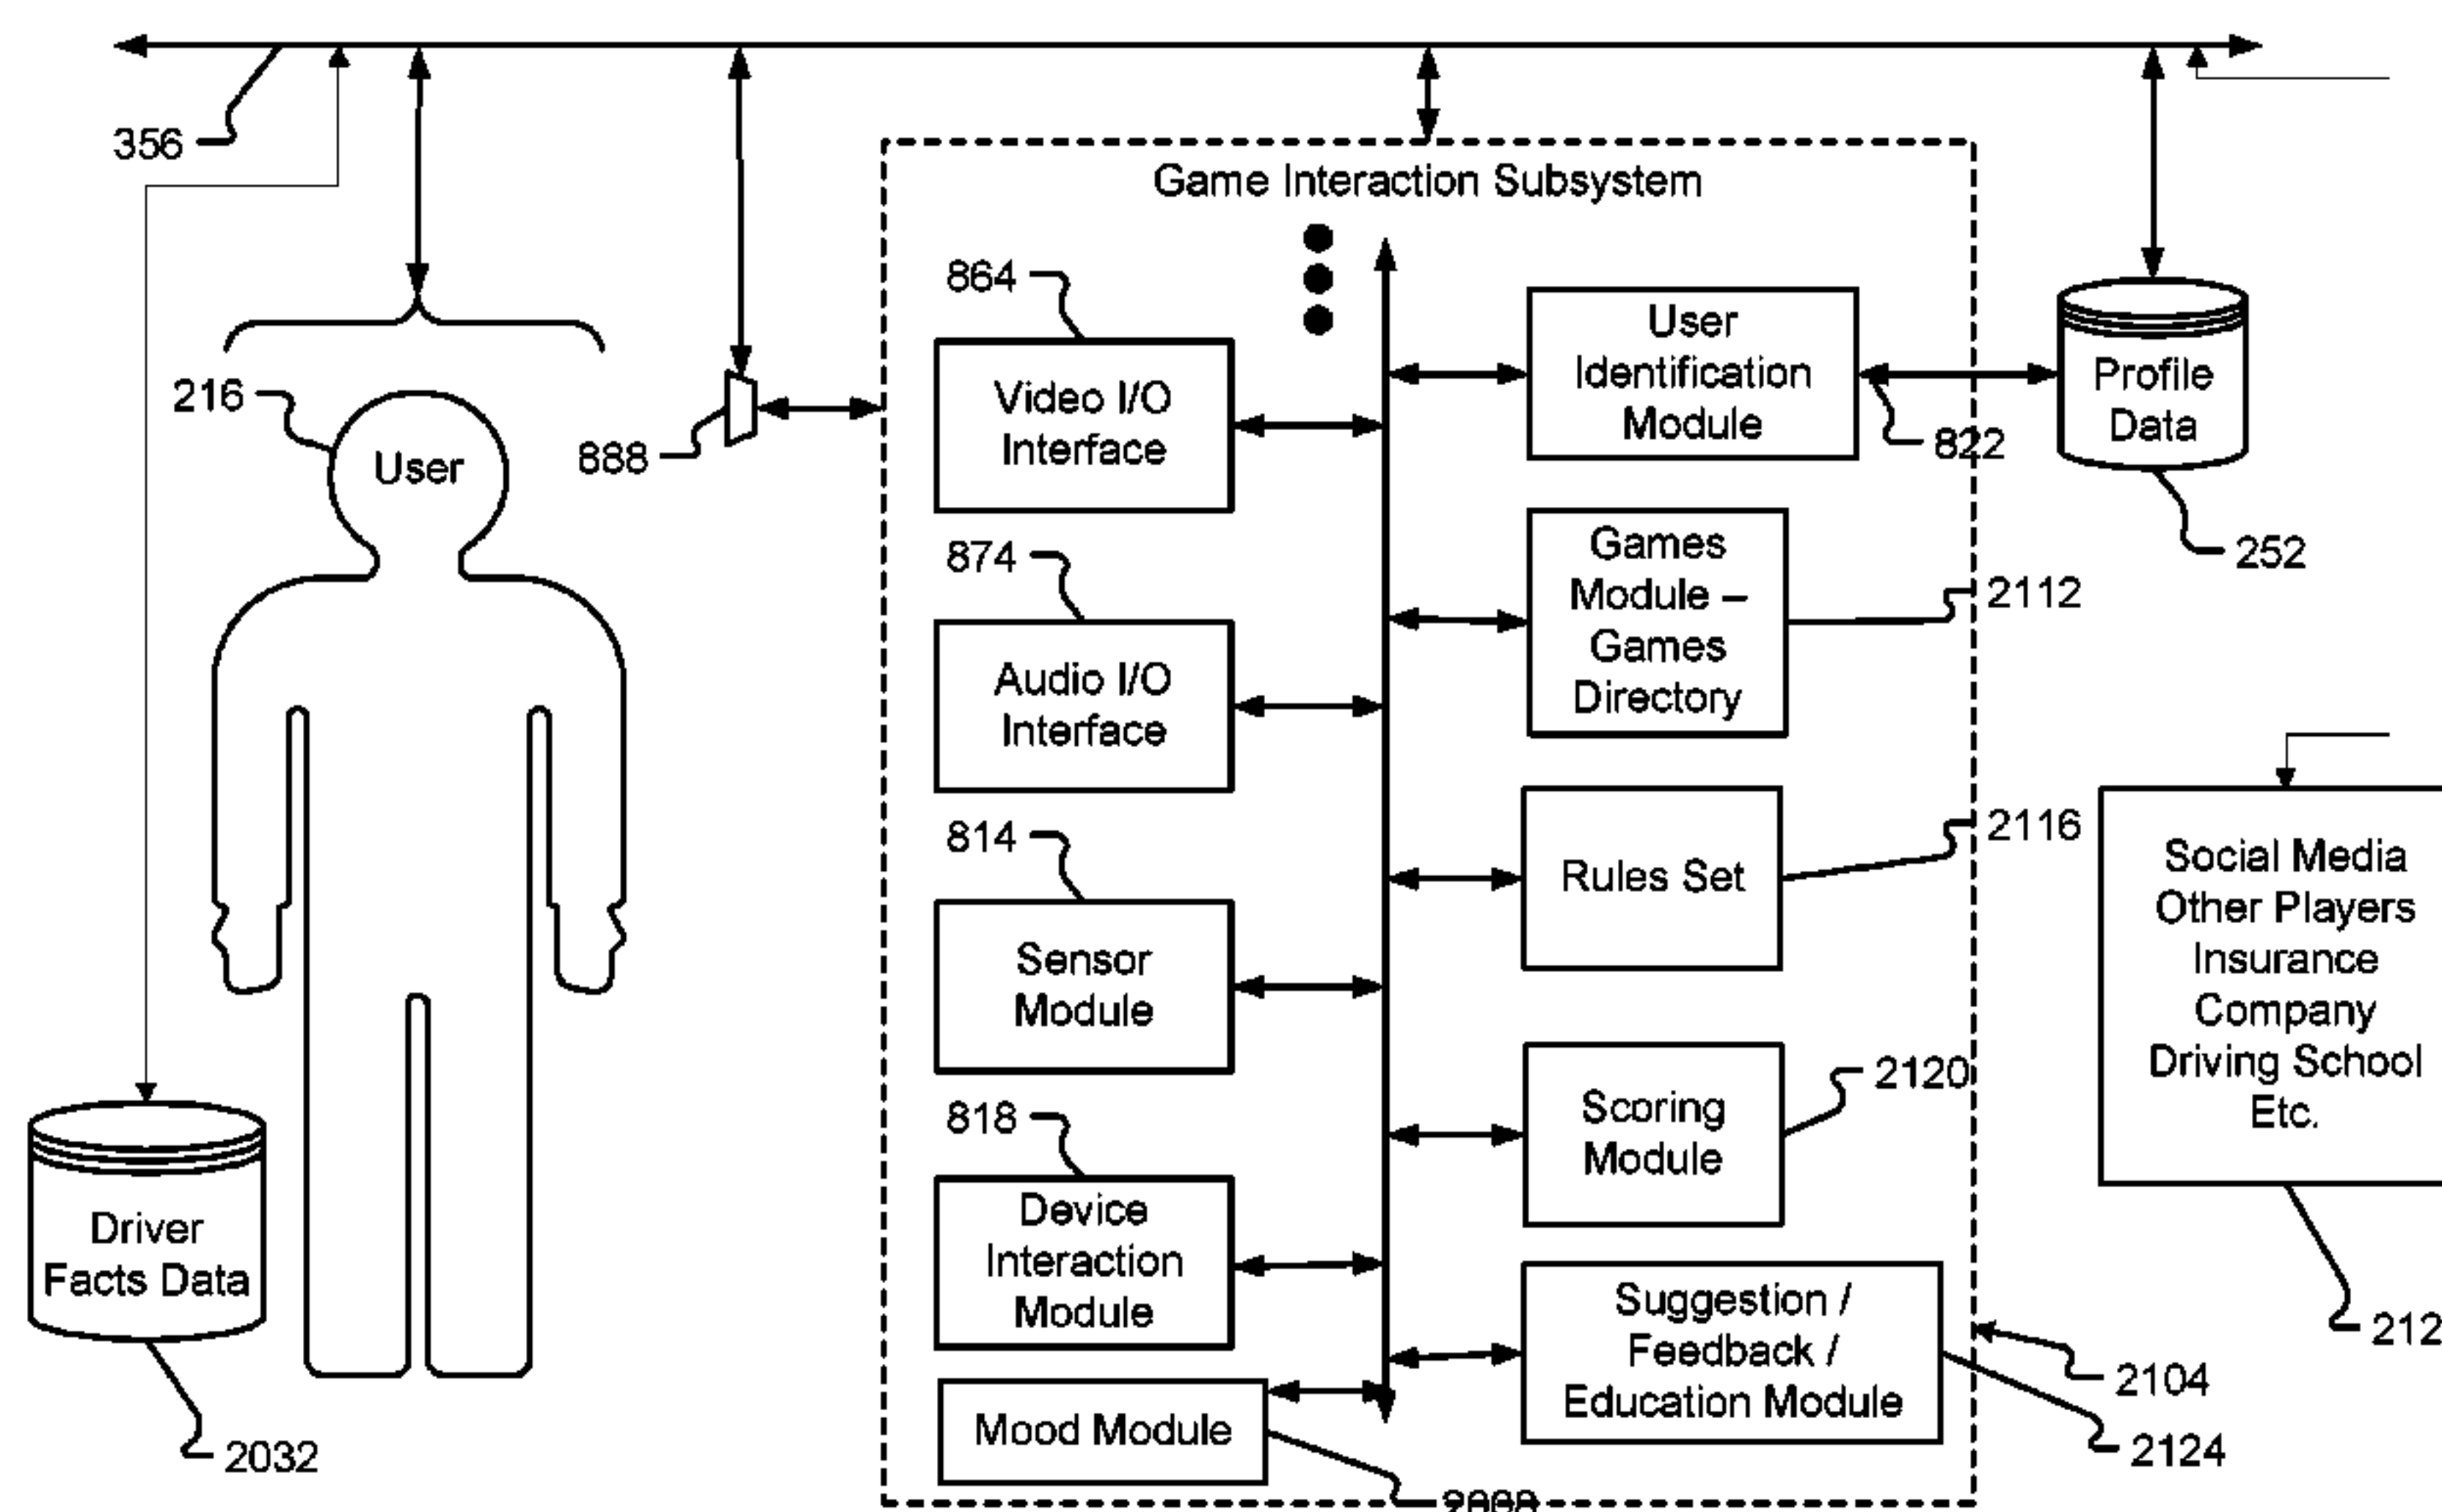 356
Game Interaction Subsystem
864
Video I/O
Interface
User
Identification
Module
822
Profile
Data
252
216
User
888
874
Audio I/O
Interface
Games
Module –
Games
Directory
2112
814
Sensor
Module
Rules Set
2116
Social Media
Other Players
Insurance
Company
Driving School
Etc.
212
818
Device
Interaction
Module
Scoring
Module
2120
Driver
Facts Data
2032
Mood Module
Suggestion /
Feedback /
Education Module
2104
2124